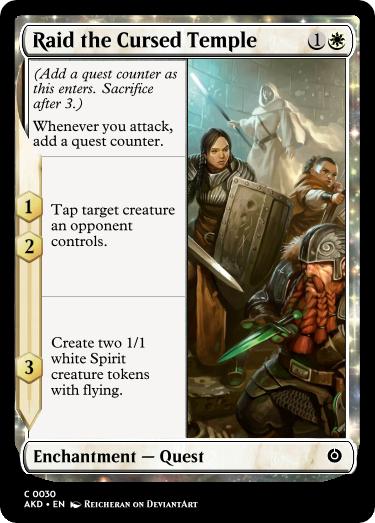 Raid the Cursed Temple 1
(Add a quest counter as
this enters. Sacrifice
after 3.)
Whenever you attack,
add a quest counter.
1
2
Tap target creature
an opponent
controls.
3
Create two 1/1
white Spirit
creature tokens
with flying.
Enchantment — Quest
C 0030
AKD • EN Reicheran on DeviantArt